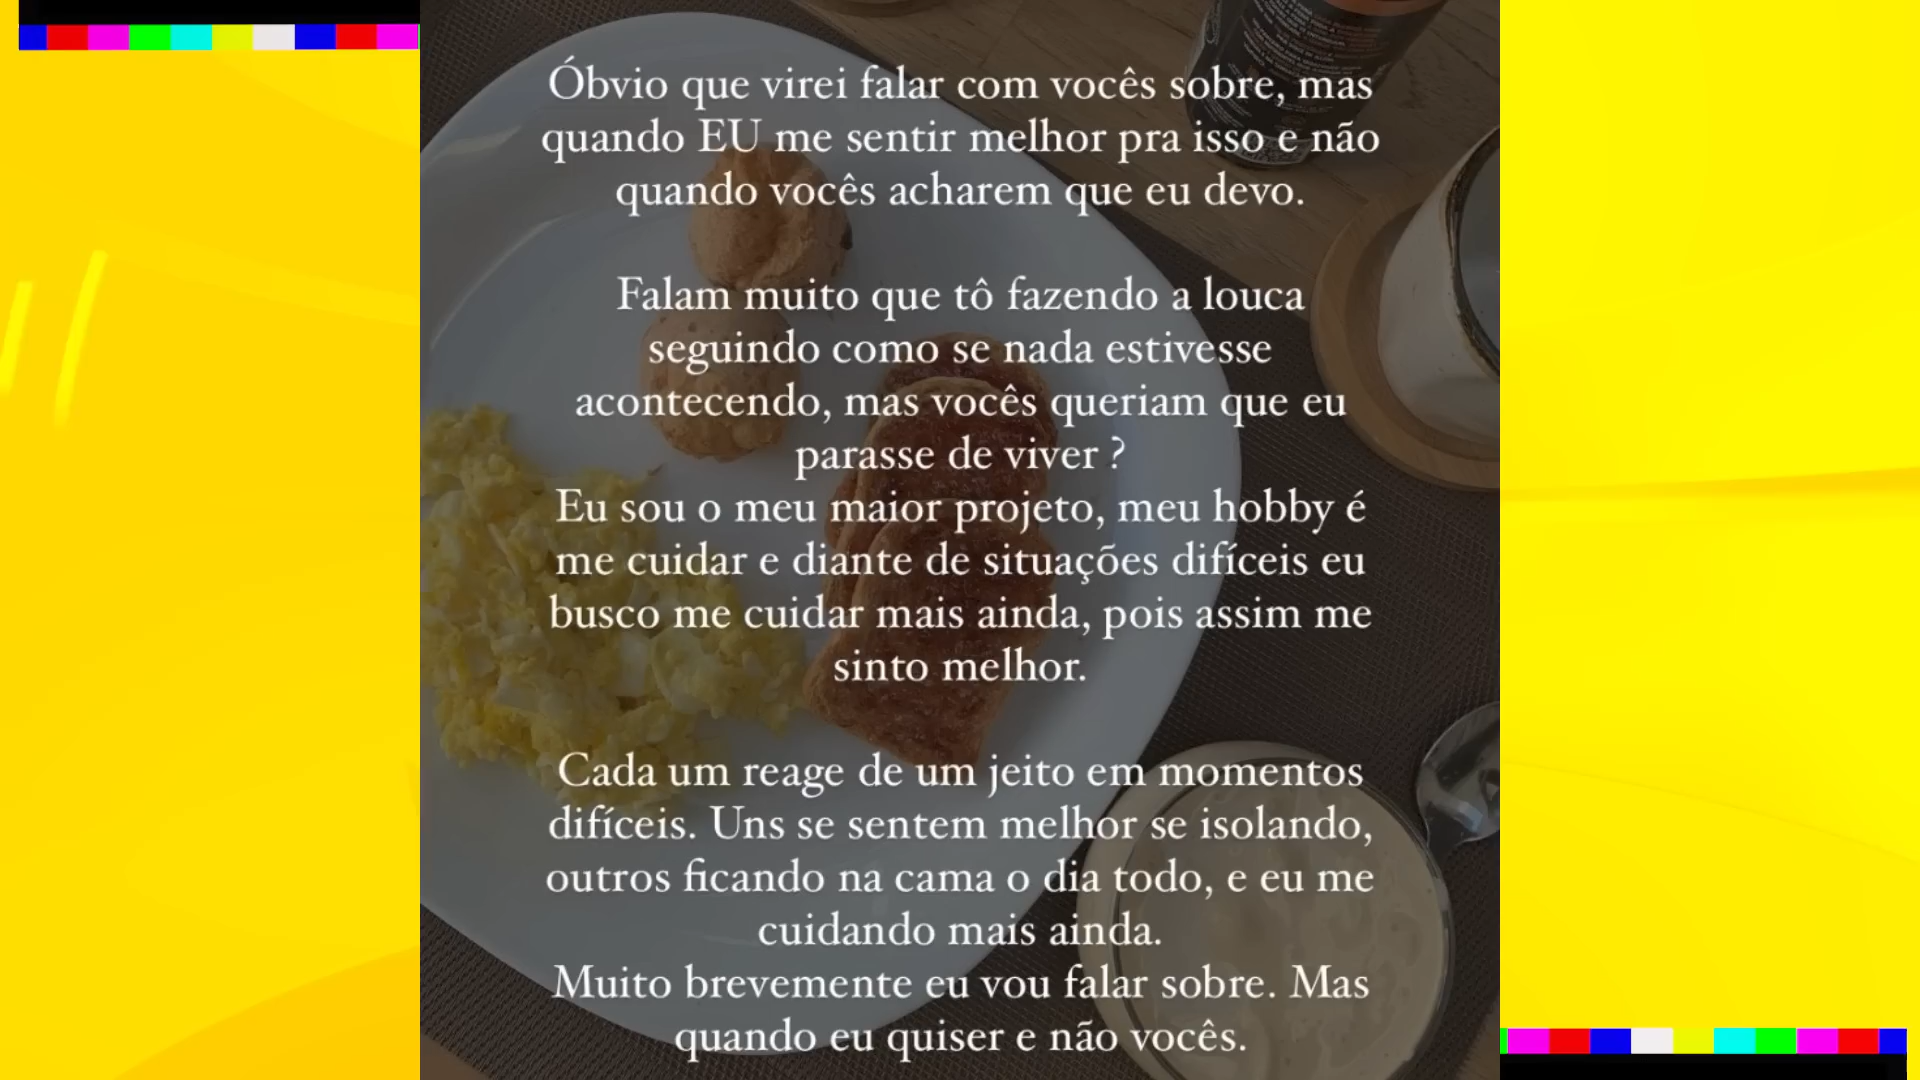 Óbvio que virei falar com vocês sobre, mas
quando EU me sentir melhor pra isso e não
quando vocês acharem que eu devo.
Falam muito que tô fazendo a louca
seguindo como se nada estivesse
acontecendo, mas vocês queriam que eu
parasse de viver ?
Eu sou o meu maior projeto, meu hobby é
me cuidar e diante de situações difíceis eu
busco me cuidar mais ainda, pois assim me
sinto melhor.
Cada um reage de um jeito em momentos
difíceis. Uns se sentem melhor se isolando,
outros ficando na cama o dia todo, e eu me
cuidando mais ainda.
Muito brevemente eu vou falar sobre. Mas
quando eu quiser e não vocês.